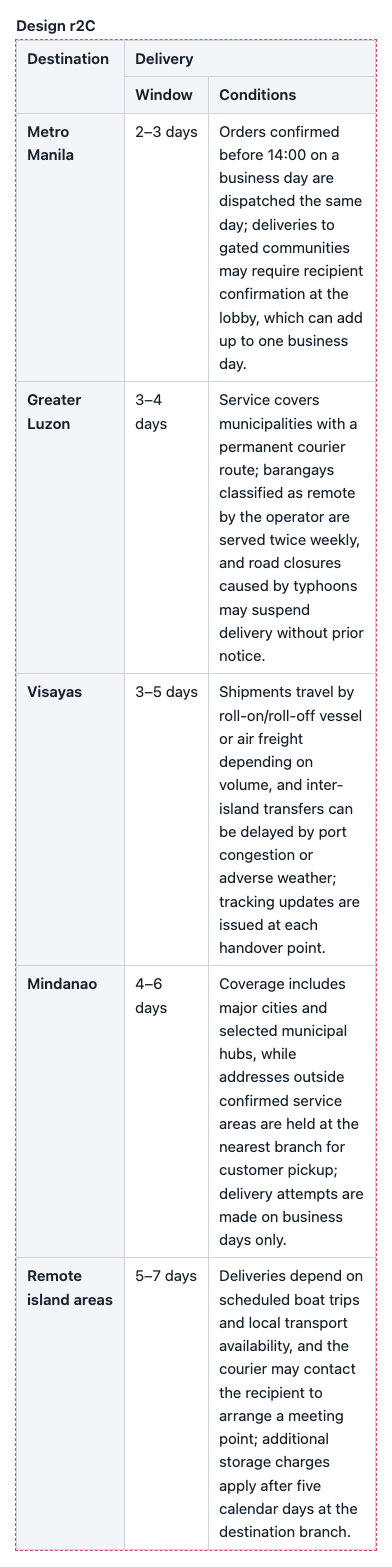 Design r2C
Destination
Delivery
Window
Conditions
Metro
Manila
2–3 days
Orders confirmed
before 14:00 on a
business day are
dispatched the same
day; deliveries to
gated communities
may require recipient
confirmation at the
lobby, which can add
up to one business
day.
Greater
Luzon
3–4
days
Service covers
municipalities with a
permanent courier
route; barangays
classified as remote
by the operator are
served twice weekly,
and road closures
caused by typhoons
may suspend
delivery without prior
notice.
Visayas
3–5 days
Shipments travel by
roll-on/roll-off vessel
or air freight
depending on
volume, and inter-
island transfers can
be delayed by port
congestion or
adverse weather;
tracking updates are
issued at each
handover point.
Mindanao
4–6
days
Coverage includes
major cities and
selected municipal
hubs, while
addresses outside
confirmed service
areas are held at the
nearest branch for
customer pickup;
delivery attempts are
made on business
days only.
Remote
island areas
5–7 days
Deliveries depend on
scheduled boat trips
and local transport
availability, and the
courier may contact
the recipient to
arrange a meeting
point; additional
storage charges
apply after five
calendar days at the
destination branch.